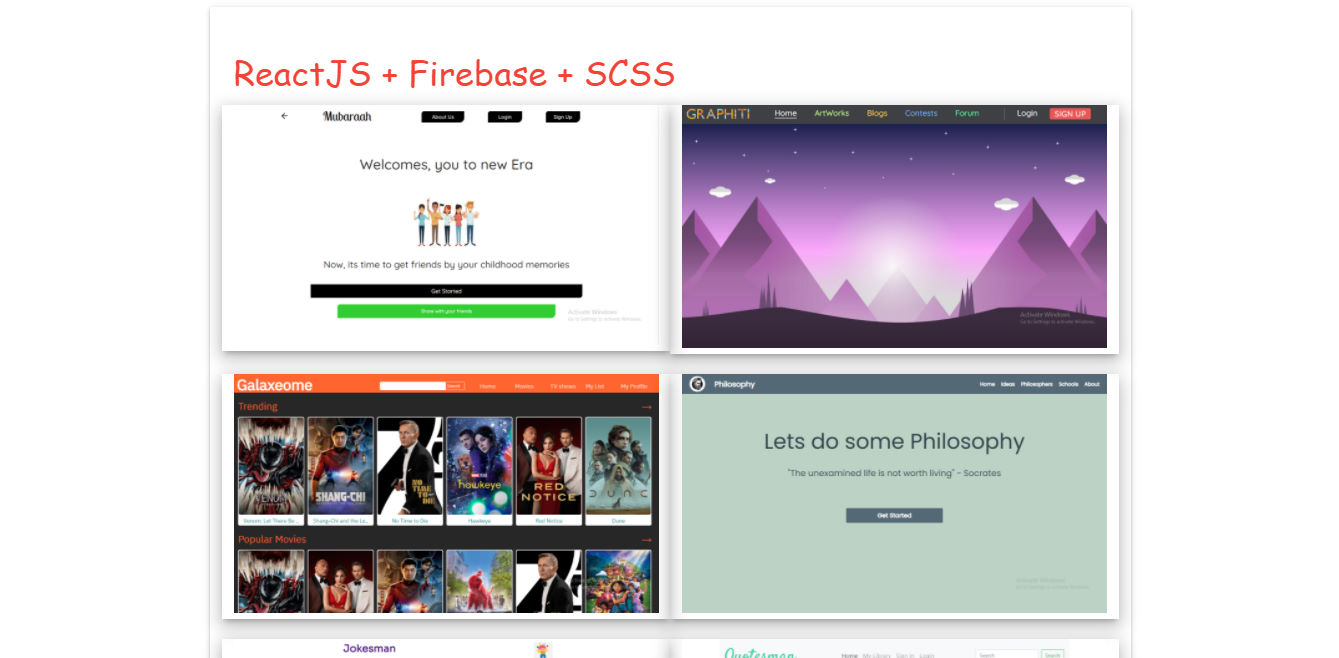 ReactJS + Firebase + SCSS
Mubaraah
About Us
Login
Sign Up
Welcomes, you to new Era
Now, its time to get friends by your childhood memories
Get Started
Share with your friends
Activate Windows
Go to Settings to activate Windows.
GRAPHITI
Home
ArtWorks
Blogs
Contests
Forum
Login
SIGN UP
Activate Windows
Go to Settings to activate Windows.
Galaxeome
Search
Home
Movies
TV shows
My List
My Profile
Trending
VENOM
SHANG-CHI
NO TIME TO DIE
hawkeye
RED NOTICE
DUNE
Venom: Let There Be...
Shang-Chi and the Le...
No Time to Die
Hawkeye
Red Notice
Dune
Popular Movies
Philosophy
Home
Ideas
Philosophers
Schools
About
Lets do some Philosophy
"The unexamined life is not worth living" - Socrates
Get Started
Activate Windows
Go to Settings to activate Windows.
Jokesman
Quotesman
Home
My Library
Sign in
Login
Search
Search